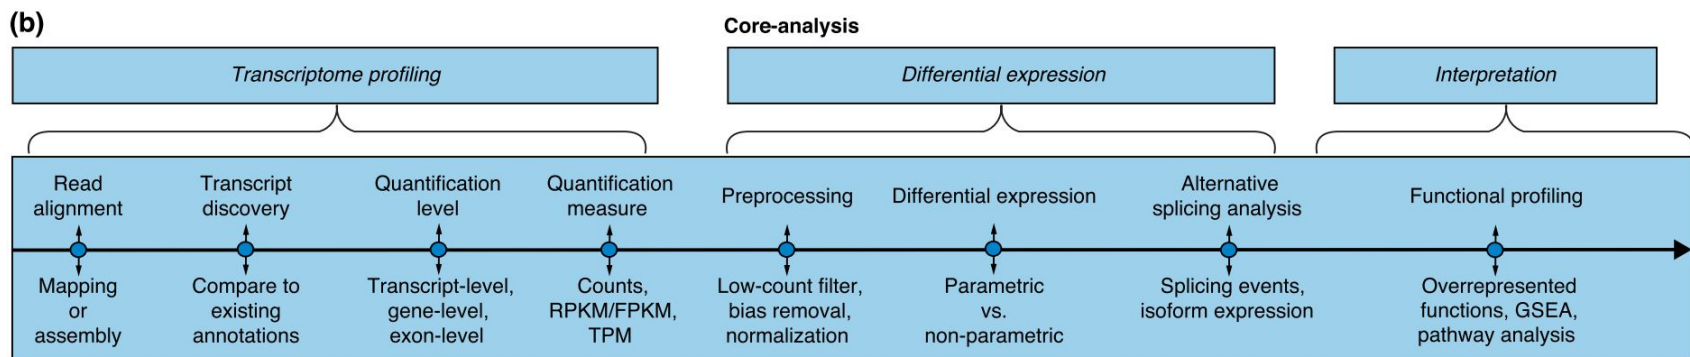 (b)
Core-analysis
Transcriptome profiling
Differential expression
Interpretation
Read
alignment
Transcript
discovery
Quantification
level
Quantification
measure
Preprocessing
Differential expression
Alternative
splicing analysis
Functional profiling
Mapping
or
assembly
Compare to
existing
annotations
Transcript-level,
gene-level,
exon-level
Counts,
RPKM/FPKM,
TPM
Low-count filter,
bias removal,
normalization
Parametric
vs.
non-parametric
Splicing events,
isoform expression
Overrepresented
functions, GSEA,
pathway analysis